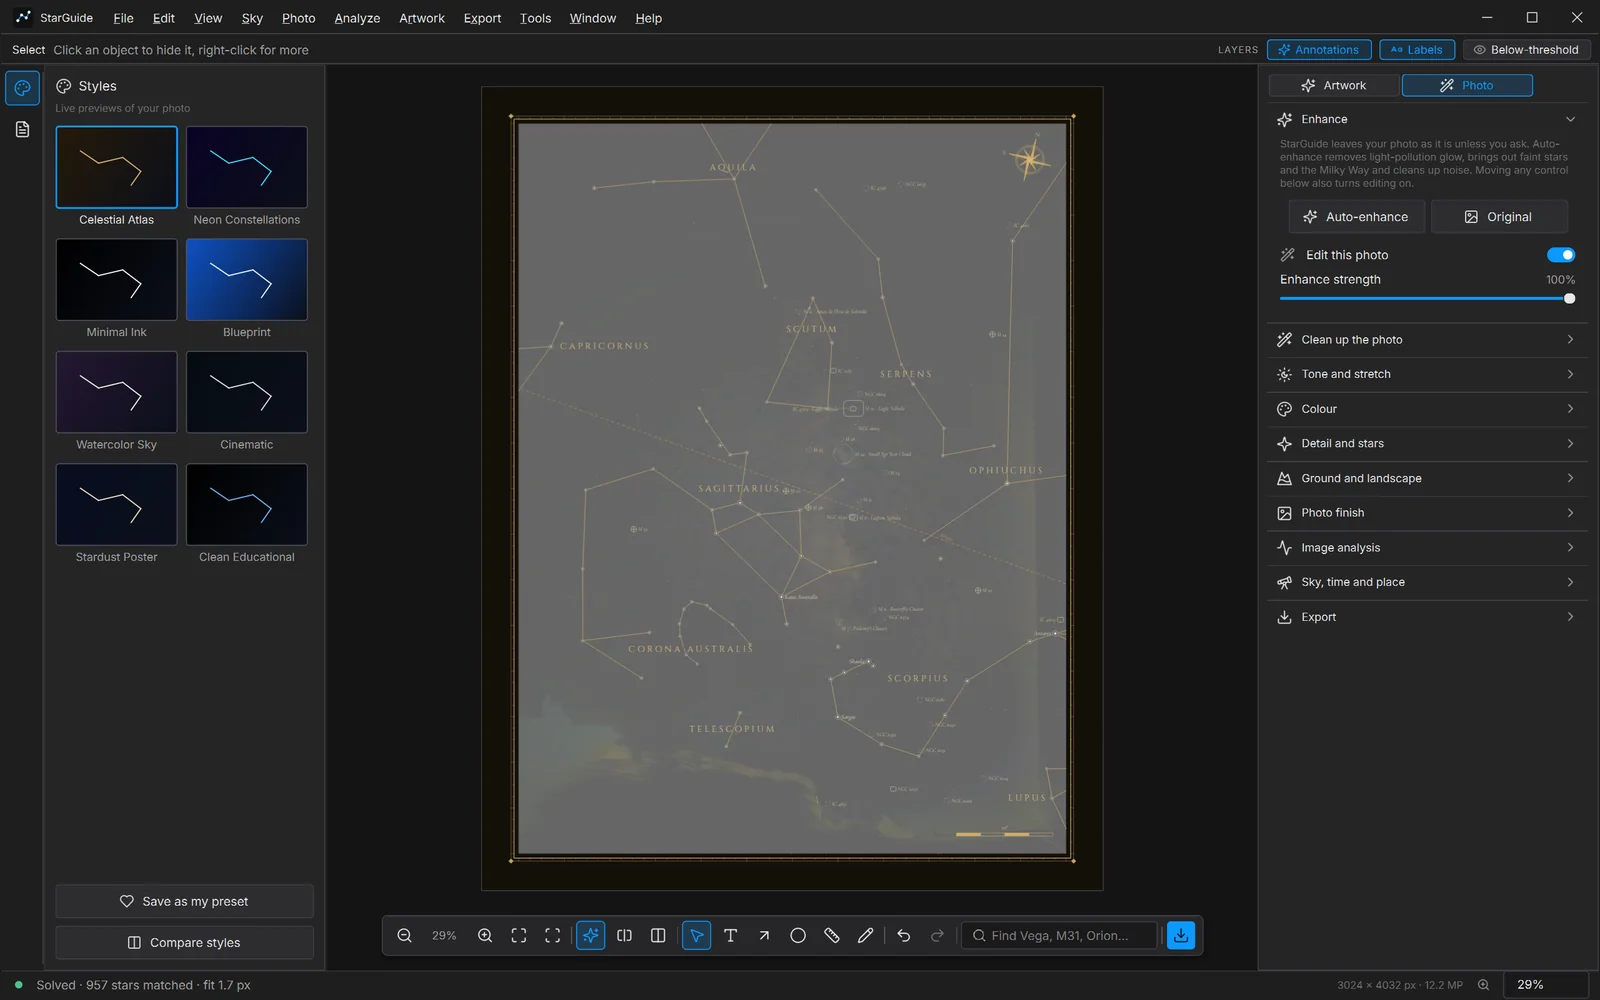 StarGuide File Edit View Sky Photo Analyze Artwork Export Tools Window Help
Select Click an object to hide it, right-click for more
LAYERS Annotations Aa Labels Below-threshold
Styles
Live previews of your photo
Celestial Atlas Neon Constellations
Minimal Ink Blueprint
Watercolor Sky Cinematic
Stardust Poster Clean Educational
Save as my preset
Compare styles
AQUILA
SCUTUM
CAPRICORNUS
SERPENS
OPHIUCHUS
SAGITTARIUS
CORONA AUSTRALIS
SCORPIUS
TELESCOPIUM
LUPUS
29%
Find Vega, M31, Orion...
Artwork Photo
Enhance
StarGuide leaves your photo as it is unless you ask. Auto-
enhance removes light-pollution glow, brings out faint stars
and the Milky Way and cleans up noise. Moving any control
below also turns editing on.
Auto-enhance Original
Edit this photo
Enhance strength 100%
Clean up the photo
Tone and stretch
Colour
Detail and stars
Ground and landscape
Photo finish
Image analysis
Sky, time and place
Export
Solved · 957 stars matched · fit 1.7 px
3024 × 4032 px · 12.2 MP 29%